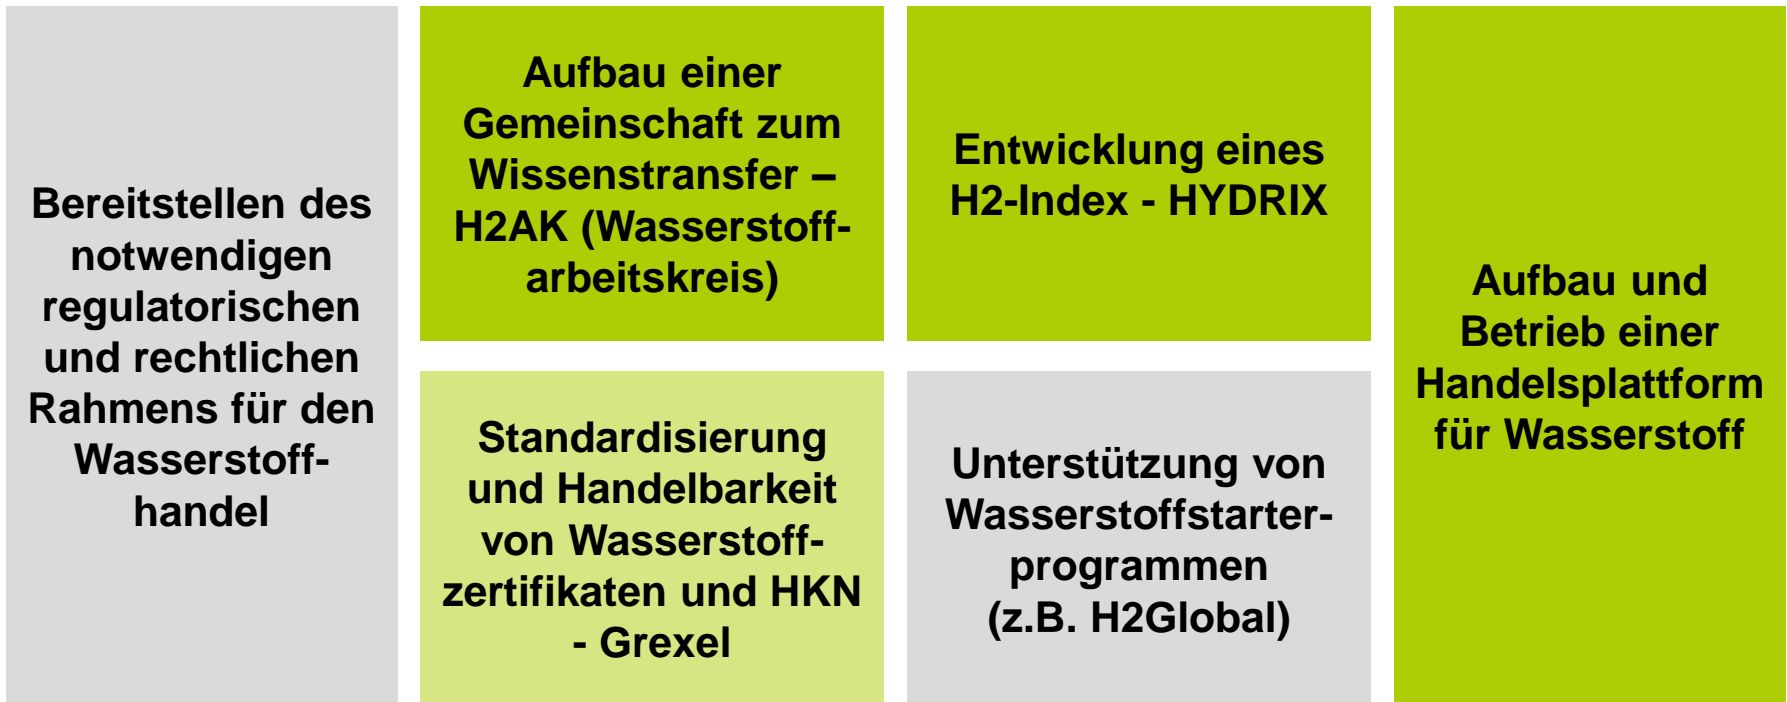 Bereitstellen des
notwendigen
regulatorischen
und rechtlichen
Rahmens für den
Wasserstoff-
handel
Aufbau einer
Gemeinschaft zum
Wissenstransfer –
H2AK (Wasserstoff-
arbeitskreis)
Standardisierung
und Handelbarkeit
von Wasserstoff-
zertifikaten und HKN
- Grexel
Entwicklung eines
H2-Index - HYDRIX
Unterstützung von
Wasserstoffstarter-
programmen
(z.B. H2Global)
Aufbau und
Betrieb einer
Handelsplattform
für Wasserstoff